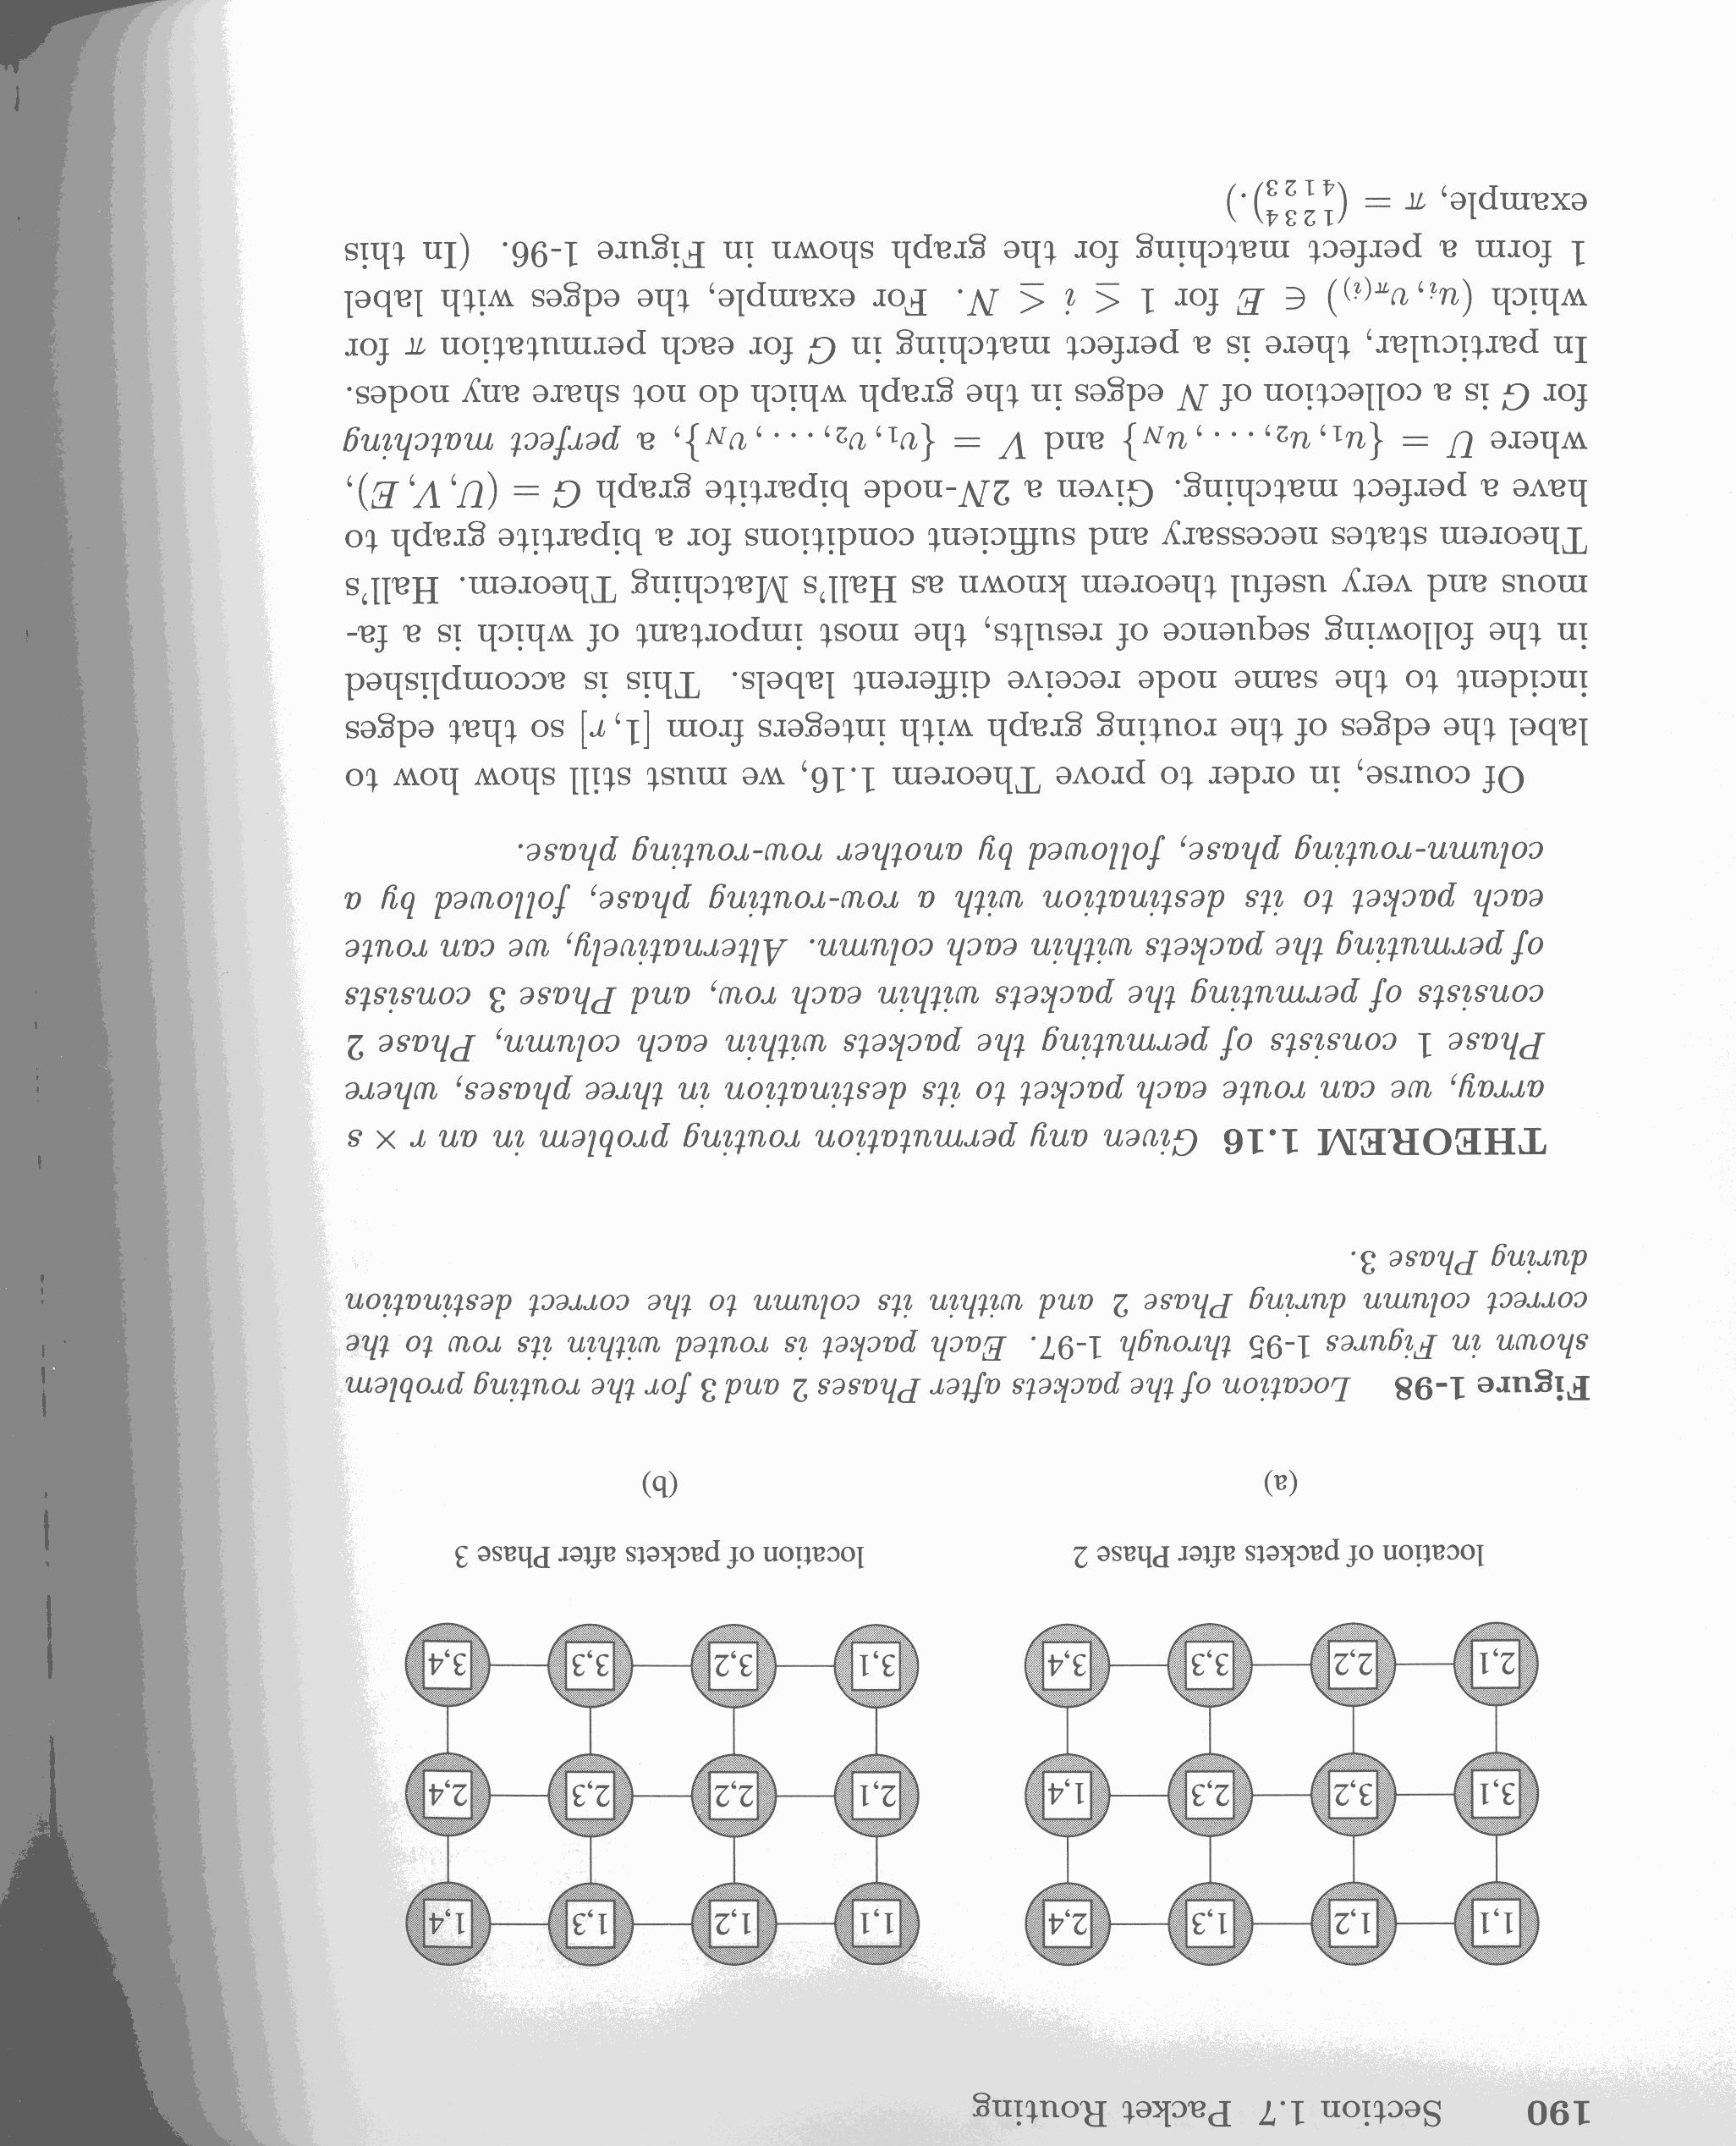 190 Section 1.7 Packet Routing
1,1 1,2 1,3 2,4 1,1 1,2 1,3 1,4
3,1 3,2 2,3 1,4 2,1 2,2 2,3 2,4
2,1 2,2 3,3 3,4 3,1 3,2 3,3 3,4
location of packets after Phase 2 location of packets after Phase 3
(a) (b)
Figure 1-98 Location of the packets after Phases 2 and 3 for the routing problem
shown in Figures 1-95 through 1-97. Each packet is routed within its row to the
correct column during Phase 2 and within its column to the correct destination
during Phase 3.
THEOREM 1.16 Given any permutation routing problem in an r × s
array, we can route each packet to its destination in three phases, where
Phase 1 consists of permuting the packets within each column, Phase 2
consists of permuting the packets within each row, and Phase 3 consists
of permuting the packets within each column. Alternatively, we can route
each packet to its destination with a row-routing phase, followed by a
column-routing phase, followed by another row-routing phase.
Of course, in order to prove Theorem 1.16, we must still show how to
label the edges of the routing graph with integers from [1, r] so that edges
incident to the same node receive different labels. This is accomplished
in the following sequence of results, the most important of which is a fa-
mous and very useful theorem known as Hall's Matching Theorem. Hall's
Theorem states necessary and sufficient conditions for a bipartite graph to
have a perfect matching. Given a 2N-node bipartite graph G = (U, V, E),
where U = {u₁, u₂, . . . , u_N} and V = {v₁, v₂, . . . , v_N}, a perfect matching
for G is a collection of N edges in the graph which do not share any nodes.
In particular, there is a perfect matching in G for each permutation π for
which (u_i, v_π(i)) ∈ E for 1 ≤ i ≤ N. For example, the edges with label
1 form a perfect matching for the graph shown in Figure 1-96. (In this
example, π = (1 2 3 4
4 1 2 3).)